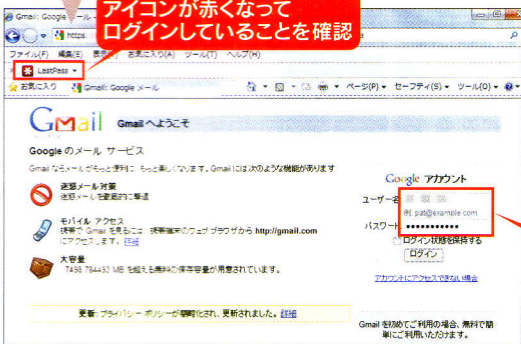 アイコンが赤くなって
ログインしていることを確認
Gmail: Google メール
https
ファイル(F) 編集(E) お気に入り(A) ツール(T) ヘルプ(H)
LastPass
お気に入り Gmail: Google メール ページ(P) セーフティ(S) ツール(O)
Gmail Gmail へようこそ
Google のメール サービス
Gmail ならメールがもっと便利に、もっと楽しくなります。Gmail には次のような機能があります
迷惑メール対策
迷惑メールを徹底的に撃退
モバイル アクセス
携帯で Gmail を見るには、携帯端末のウェブ ブラウザから http://gmail.com
にアクセスします。詳細
大容量
7498.784493 MB を超える無料の保存容量が用意されています。
更新: プライバシー ポリシーが簡略化され、更新されました。詳細
Google アカウント
ユーザー名:
例: pat@example.com
パスワード:
ログイン状態を保持する
ログイン
アカウントにアクセスできない場合
Gmail を初めてご利用の場合、無料で簡
単にご利用いただけます。